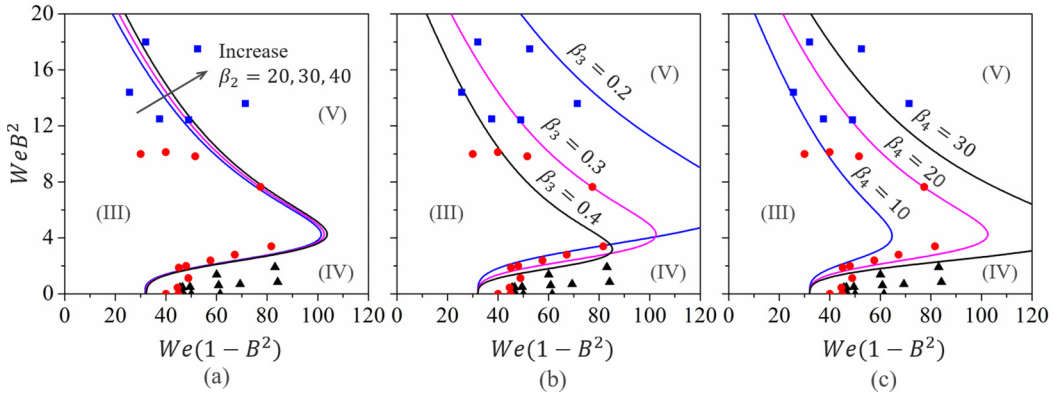 WeB²
20
16
12
8
4
0
Increase
β₂ = 20, 30, 40
(V)
(III)
(IV)
0 20 40 60 80 100 120
We(1 − B²)
(a)
β₃ = 0.2
β₃ = 0.3
β₃ = 0.4
(V)
(III)
(IV)
0 20 40 60 80 100 120
We(1 − B²)
(b)
β₄ = 30
β₄ = 20
β₄ = 10
(V)
(III)
(IV)
0 20 40 60 80 100 120
We(1 − B²)
(c)